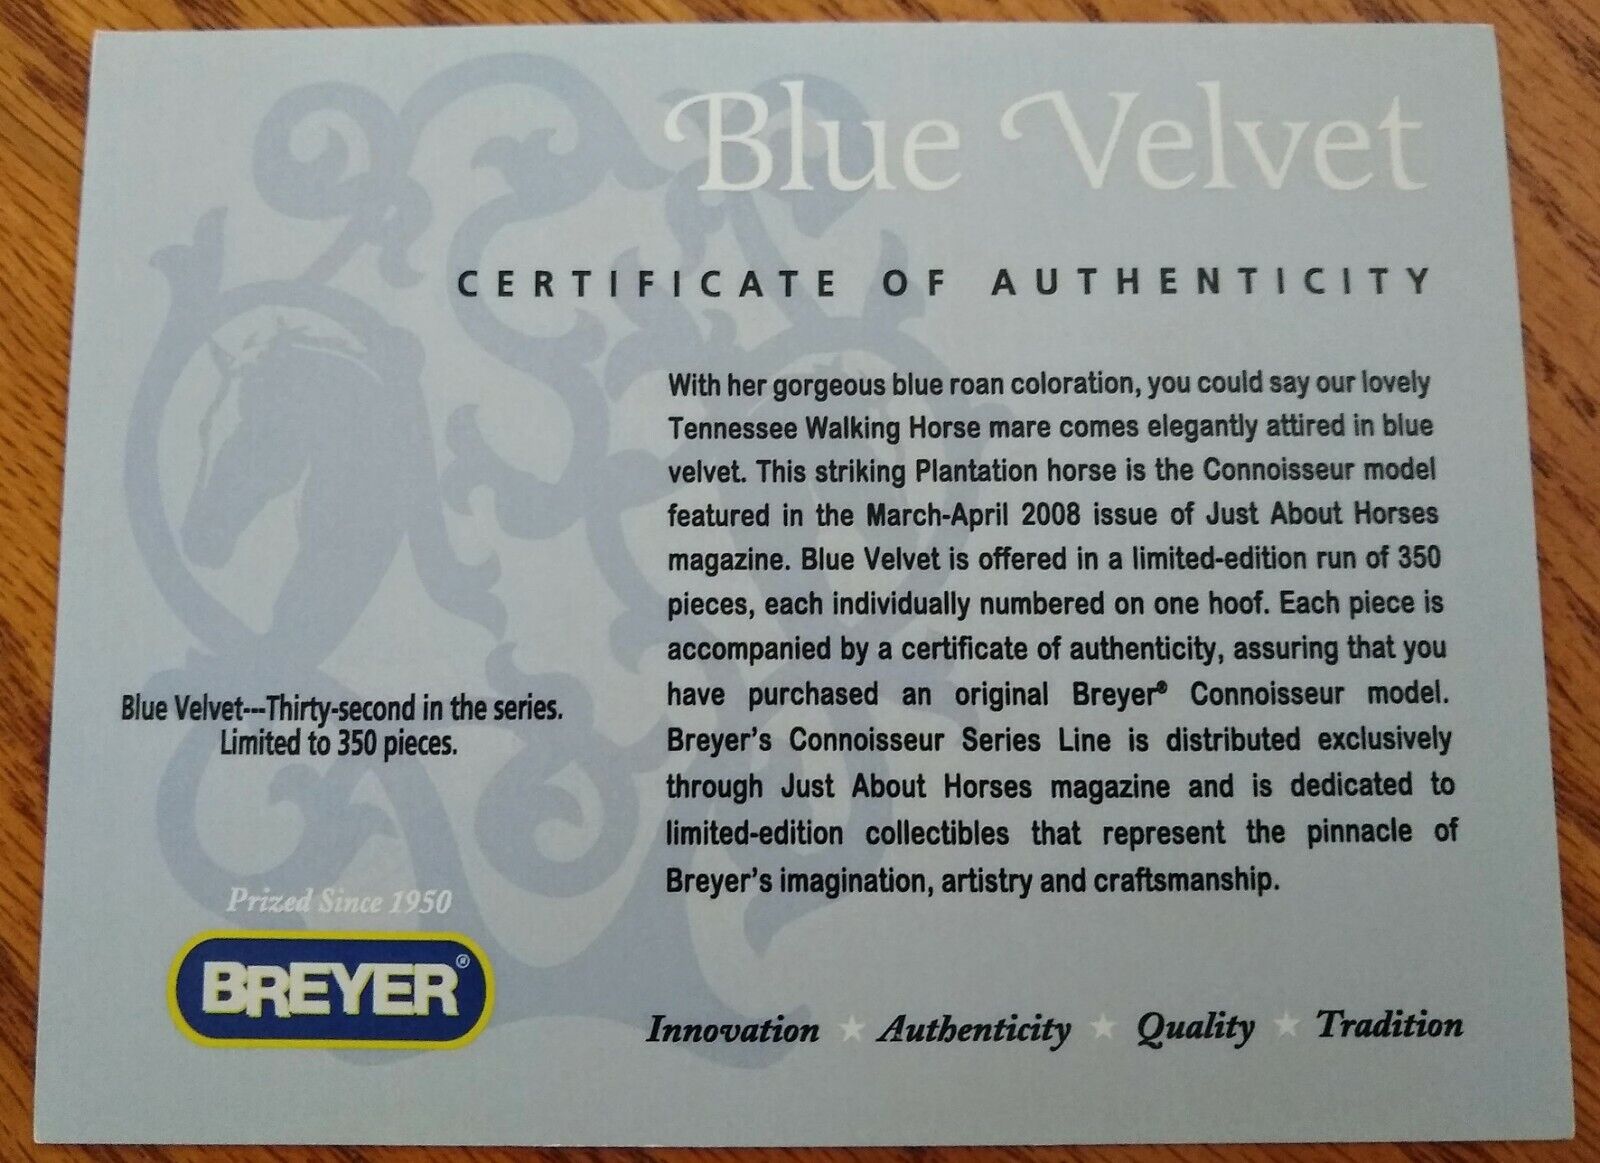 Blue Velvet
CERTIFICATE OF AUTHENTICITY
With her gorgeous blue roan coloration, you could say our lovely
Tennessee Walking Horse mare comes elegantly attired in blue
velvet. This striking Plantation horse is the Connoisseur model
featured in the March-April 2008 issue of Just About Horses
magazine. Blue Velvet is offered in a limited-edition run of 350
pieces, each individually numbered on one hoof. Each piece is
accompanied by a certificate of authenticity, assuring that you
have purchased an original Breyer® Connoisseur model.
Breyer's Connoisseur Series Line is distributed exclusively
through Just About Horses magazine and is dedicated to
limited-edition collectibles that represent the pinnacle of
Breyer's imagination, artistry and craftsmanship.
Blue Velvet---Thirty-second in the series.
Limited to 350 pieces.
Prized Since 1950
BREYER®
Innovation ★ Authenticity ★ Quality ★ Tradition